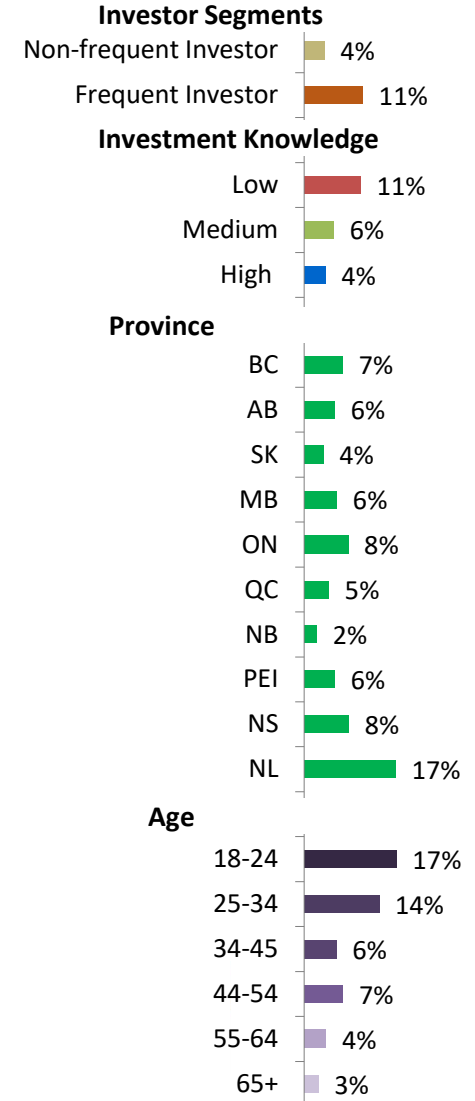 Investor Segments
Non-frequent Investor 4%
Frequent Investor 11%
Investment Knowledge
Low 11%
Medium 6%
High 4%
Province
BC 7%
AB 6%
SK 4%
MB 6%
ON 8%
QC 5%
NB 2%
PEI 6%
NS 8%
NL 17%
Age
18-24 17%
25-34 14%
34-45 6%
44-54 7%
55-64 4%
65+ 3%